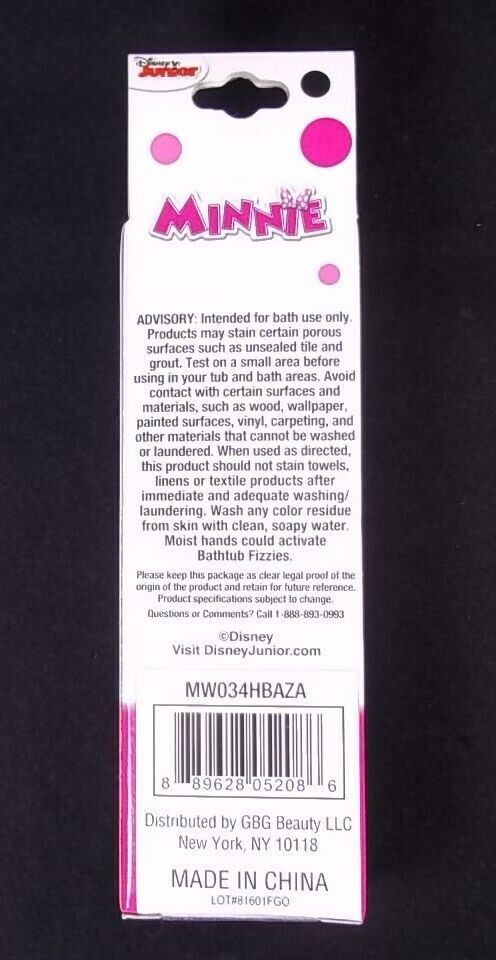 Disney
Junior
MINNIE
ADVISORY: Intended for bath use only.
Products may stain certain porous
surfaces such as unsealed tile and
grout. Test on a small area before
using in your tub and bath areas. Avoid
contact with certain surfaces and
materials, such as wood, wallpaper,
painted surfaces, vinyl, carpeting, and
other materials that cannot be washed
or laundered. When used as directed,
this product should not stain towels,
linens or textile products after
immediate and adequate washing/
laundering. Wash any color residue
from skin with clean, soapy water.
Moist hands could activate
Bathtub Fizzies.
Please keep this package as clear legal proof of the
origin of the product and retain for future reference.
Product specifications subject to change.
Questions or Comments? Call 1-888-893-0993
©Disney
Visit DisneyJunior.com
MW034HBAZA
8 89628 05208 6
Distributed by GBG Beauty LLC
New York, NY 10118
MADE IN CHINA
LOT#81601FGO